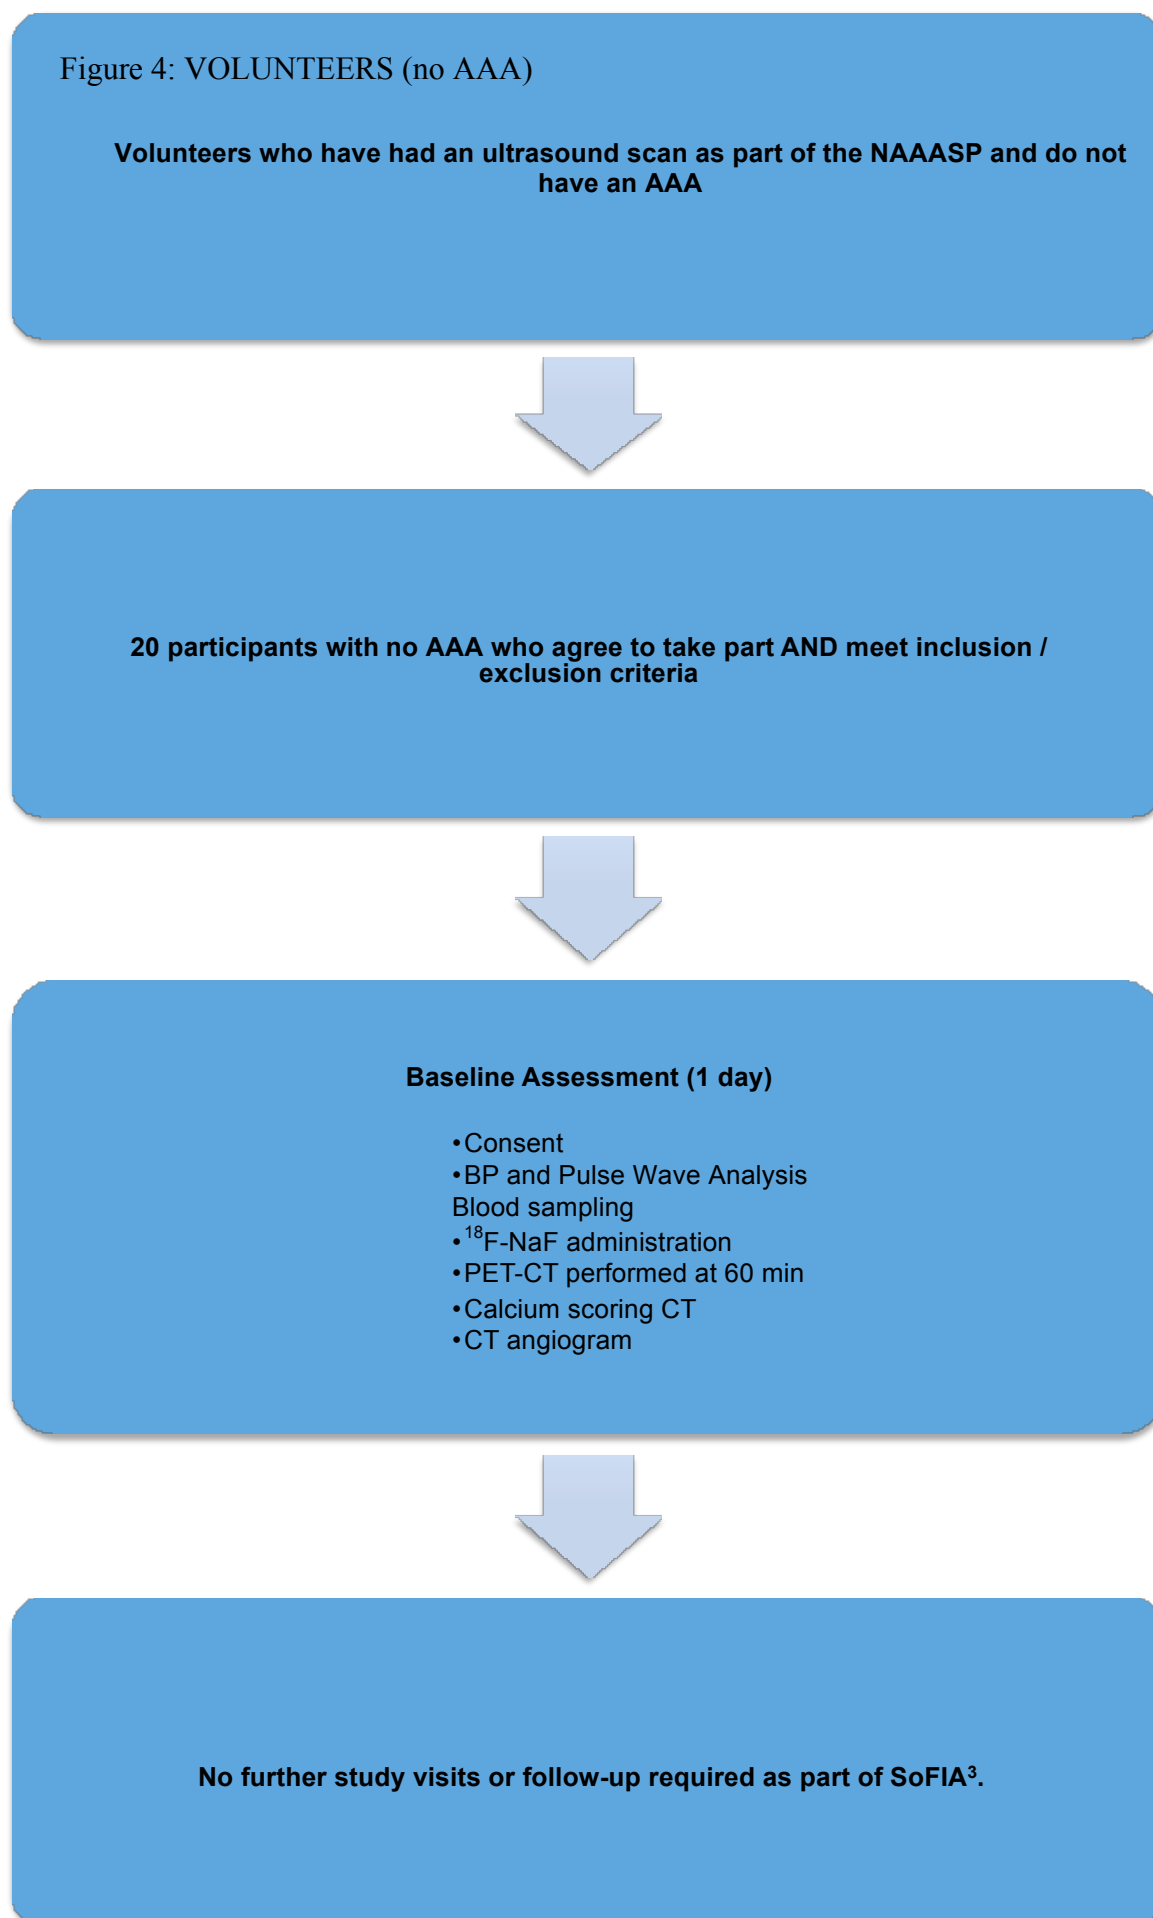 Figure 4: VOLUNTEERS (no AAA)
Volunteers who have had an ultrasound scan as part of the NAAASP and do not
have an AAA
20 participants with no AAA who agree to take part AND meet inclusion /
exclusion criteria
Baseline Assessment (1 day)
•Consent
•BP and Pulse Wave Analysis
Blood sampling
•¹⁸F-NaF administration
•PET-CT performed at 60 min
•Calcium scoring CT
•CT angiogram
No further study visits or follow-up required as part of SoFIA³.